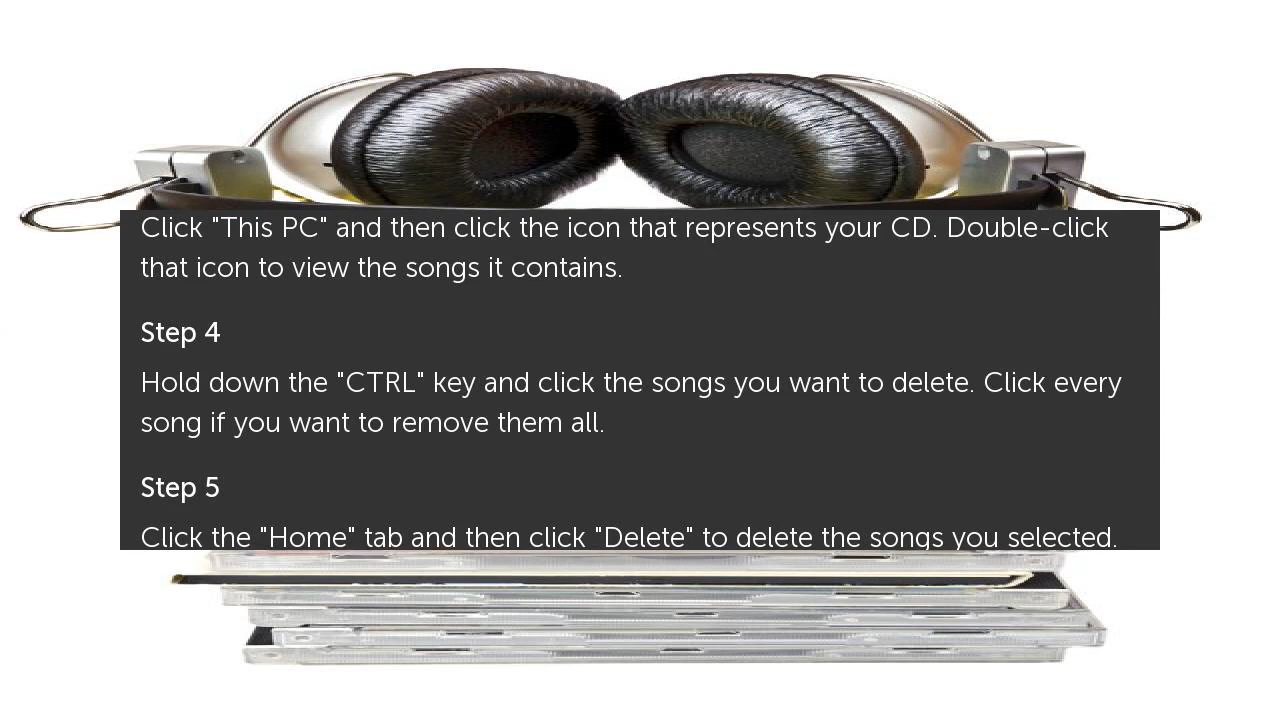 Click "This PC" and then click the icon that represents your CD. Double-click
that icon to view the songs it contains.
Step 4
Hold down the "CTRL" key and click the songs you want to delete. Click every
song if you want to remove them all.
Step 5
Click the "Home" tab and then click "Delete" to delete the songs you selected.